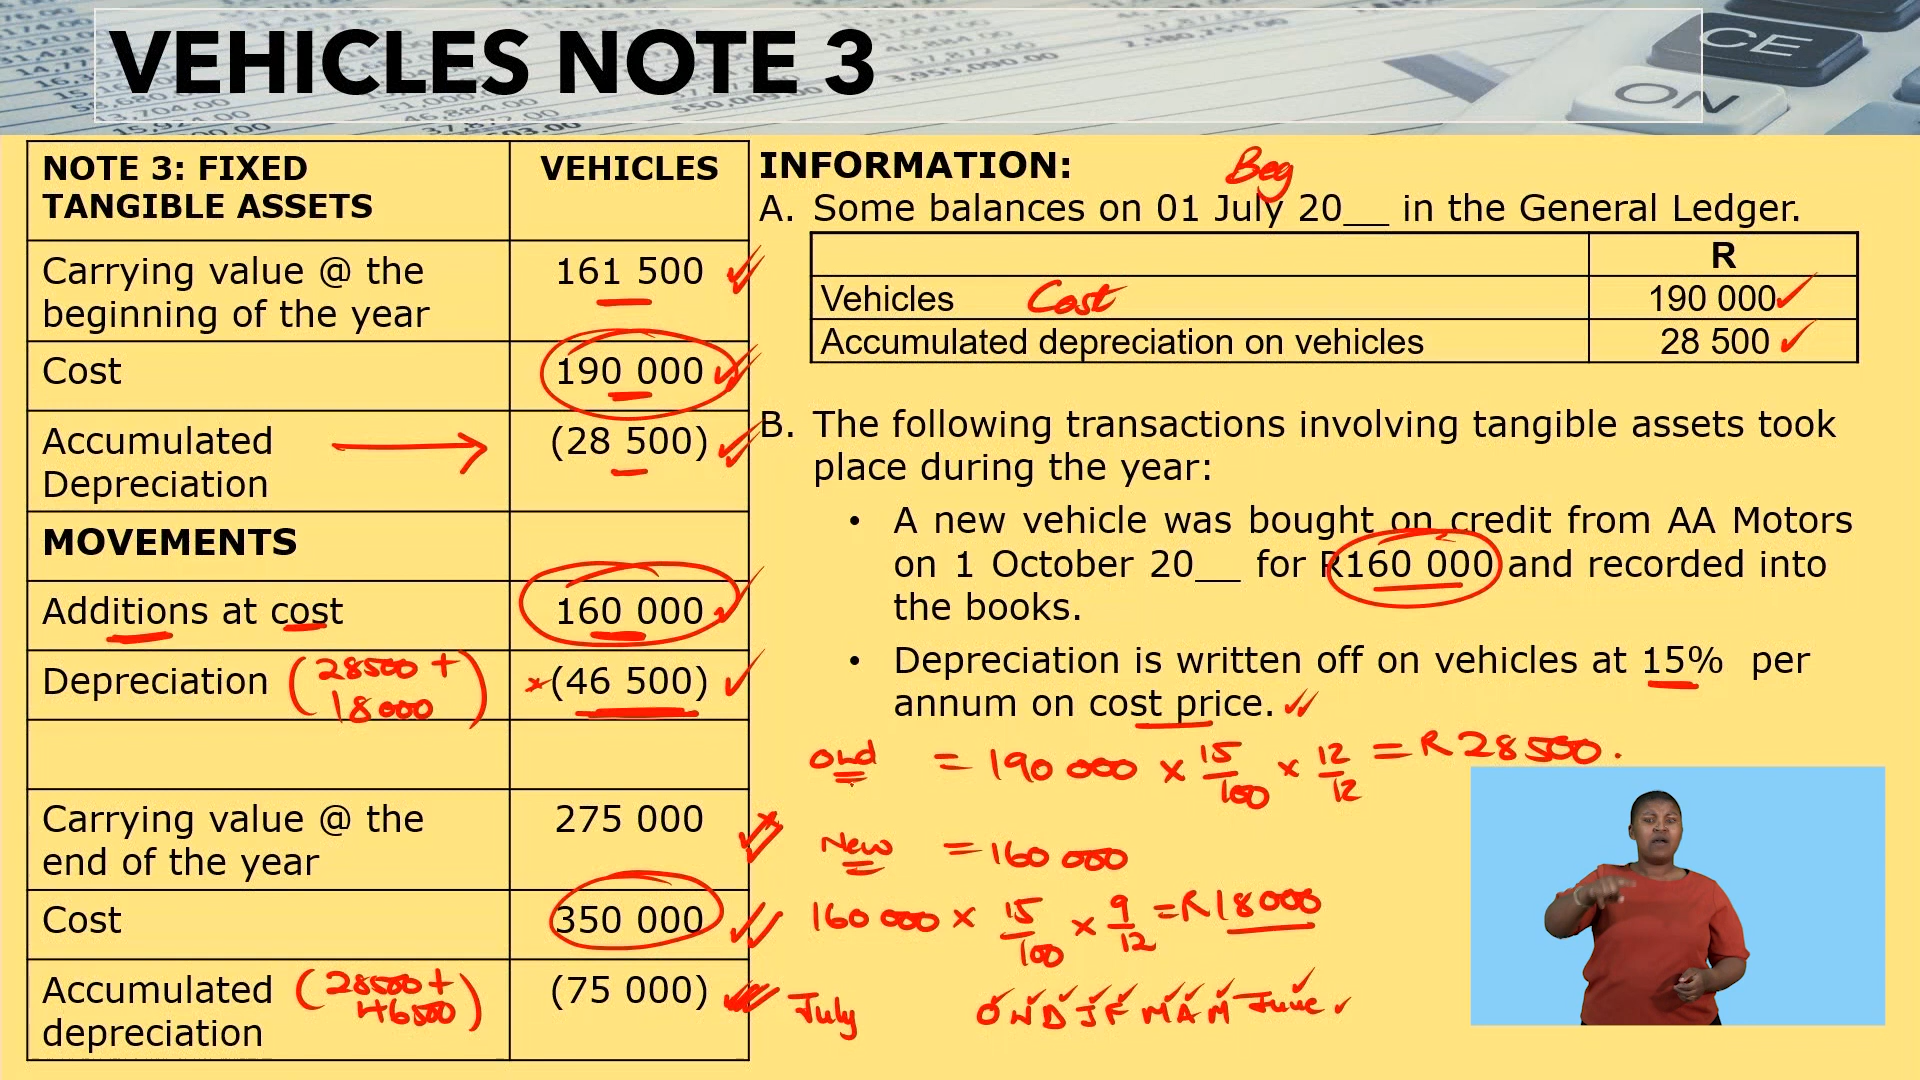 VEHICLES NOTE 3
CE
ON
NOTE 3: FIXED
TANGIBLE ASSETS
VEHICLES
Carrying value @ the
beginning of the year
161 500
Cost
190 000
Accumulated
Depreciation
(28 500)
MOVEMENTS
Additions at cost
160 000
Depreciation
(28500 +
18000)
(46 500)
Carrying value @ the
end of the year
275 000
Cost
350 000
Accumulated
depreciation
(28500+
46500)
(75 000)
INFORMATION:
Beg
A. Some balances on 01 July 20__ in the General Ledger.
R
Vehicles Cost 190 000
Accumulated depreciation on vehicles 28 500
B. The following transactions involving tangible assets took
place during the year:
• A new vehicle was bought on credit from AA Motors
on 1 October 20__ for R160 000 and recorded into
the books.
• Depreciation is written off on vehicles at 15% per
annum on cost price.
Old = 190 000 × 15/100 × 12/12 = R28500.
New = 160 000
160 000 × 15/100 × 9/12 = R18000
July O N D J F M A M June